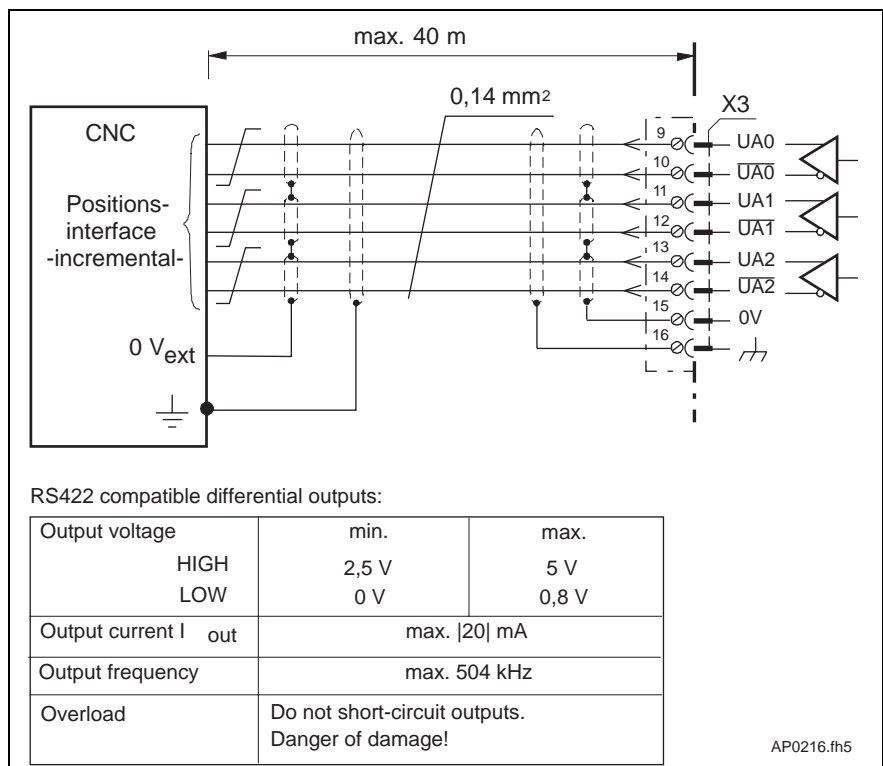 max. 40 m
0,14 mm2
X3
CNC
9 UA0
10 U̅A̅0̅
Positions-
interface
-incremental-
11 UA1
12 U̅A̅1̅
13 UA2
14 U̅A̅2̅
15 0V
16
0 Vext
RS422 compatible differential outputs:
Output voltage min. max.
HIGH 2,5 V 5 V
LOW 0 V 0,8 V
Output current I out max. |20| mA
Output frequency max. 504 kHz
Overload Do not short-circuit outputs.
Danger of damage!
AP0216.fh5